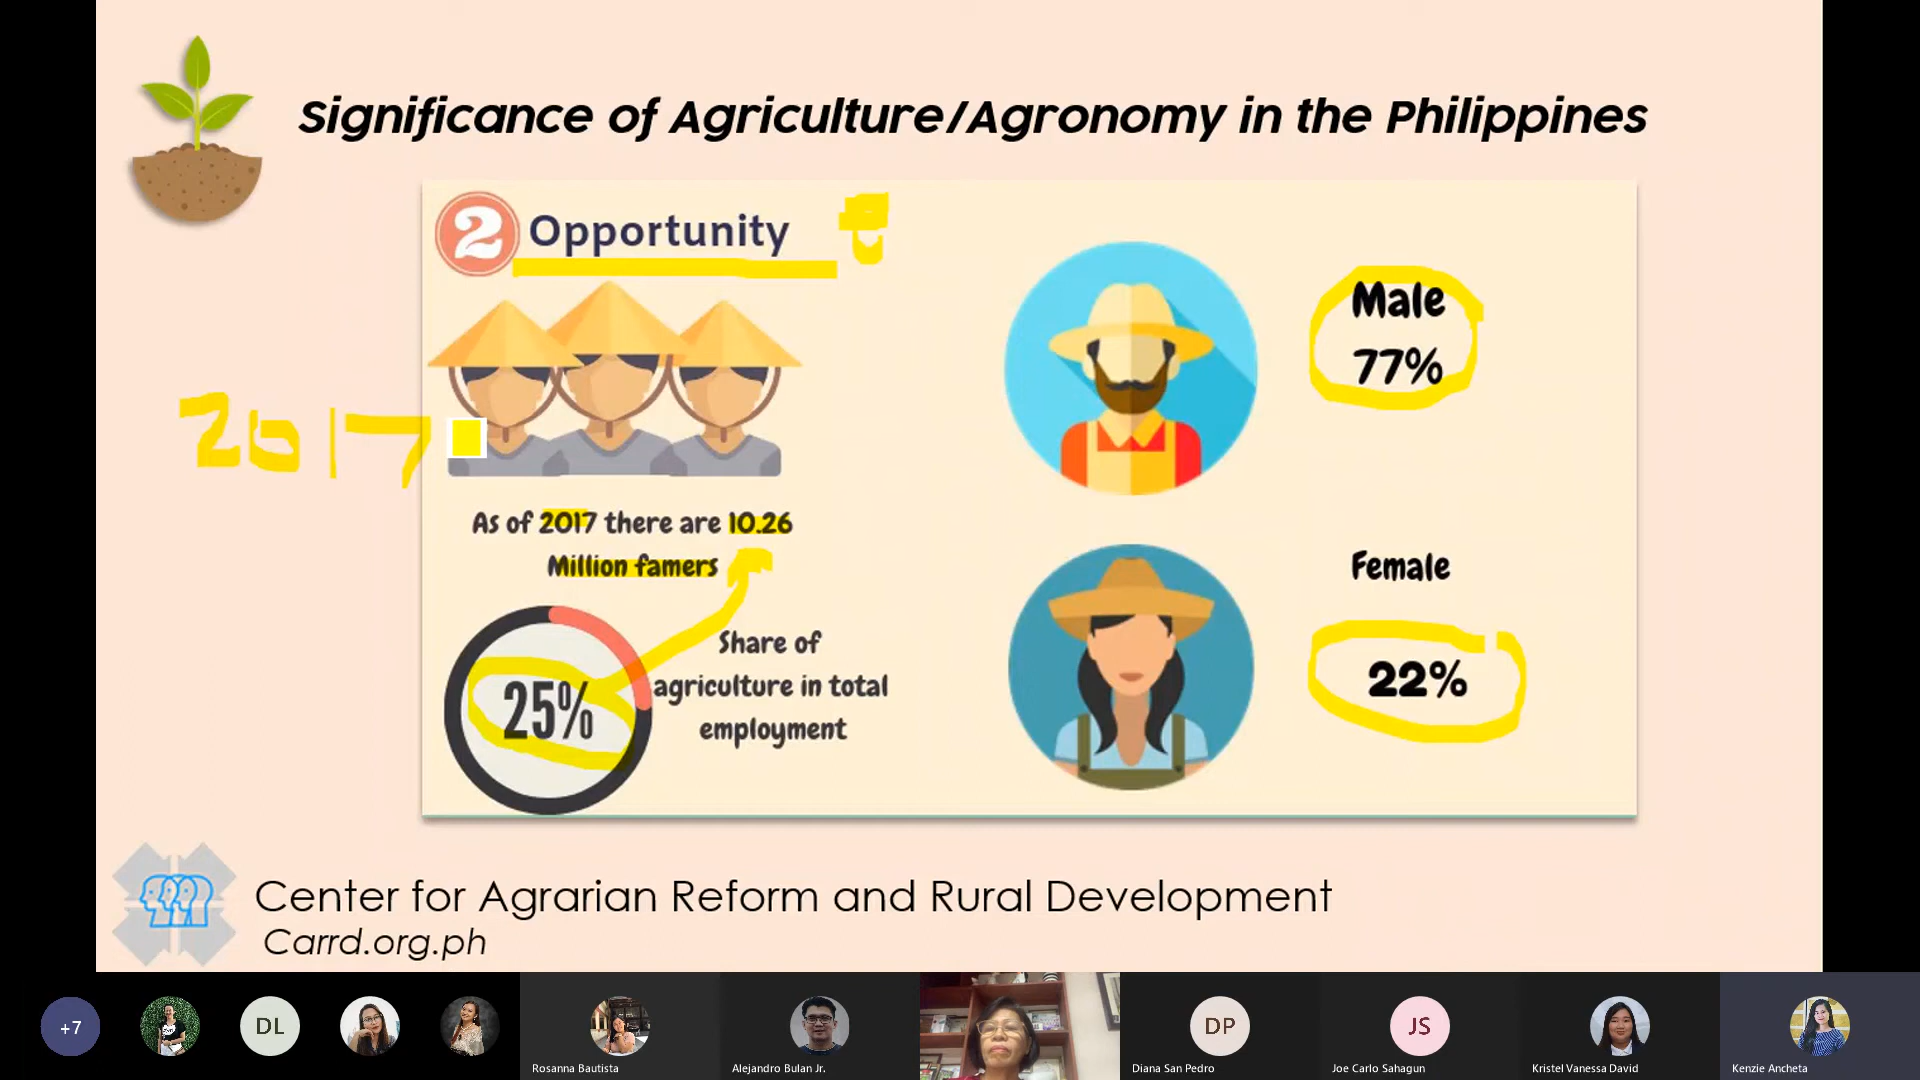 Significance of Agriculture/Agronomy in the Philippines
2 Opportunity
Male
77%
2017
As of 2017 there are 10.26
Million famers
Female
Share of
agriculture in total
employment
25%
22%
Center for Agrarian Reform and Rural Development
Carrd.org.ph
+7
DL
DP
JS
Rosanna Bautista
Alejandro Bulan Jr.
Diana San Pedro
Joe Carlo Sahagun
Kristel Vanessa David
Kenzie Ancheta